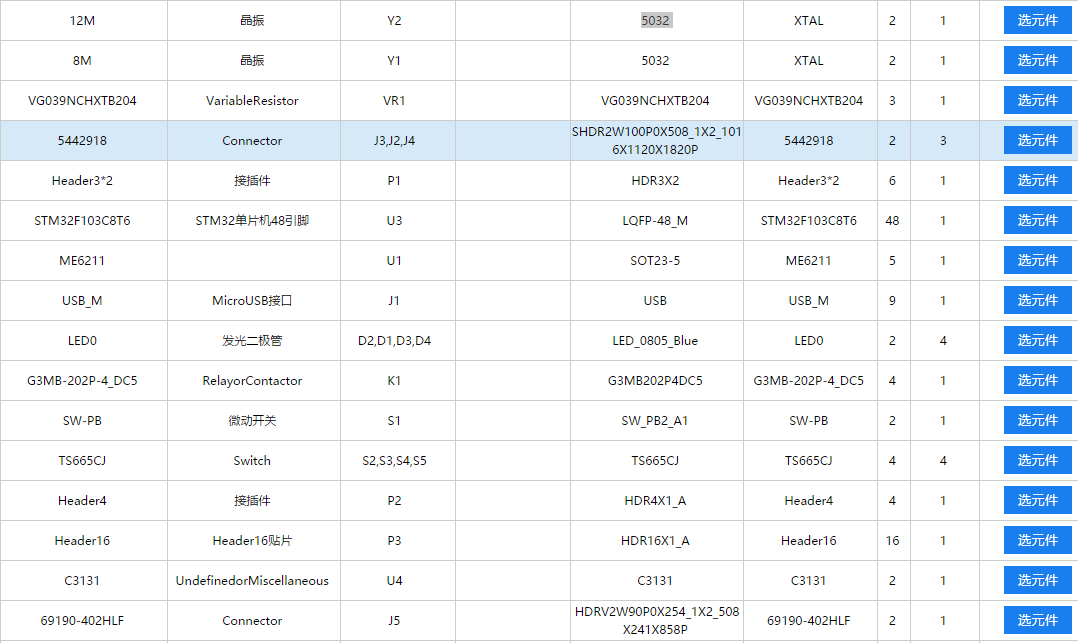 12M 晶振 Y2 5032 XTAL 2 1 选元件
8M 晶振 Y1 5032 XTAL 2 1 选元件
VG039NCHXTB204 VariableResistor VR1 VG039NCHXTB204 VG039NCHXTB204 3 1 选元件
5442918 Connector J3,J2,J4 SHDR2W100P0X508_1X2_101
6X1120X1820P 5442918 2 3 选元件
Header3*2 接插件 P1 HDR3X2 Header3*2 6 1 选元件
STM32F103C8T6 STM32单片机48引脚 U3 LQFP-48_M STM32F103C8T6 48 1 选元件
ME6211 U1 SOT23-5 ME6211 5 1 选元件
USB_M MicroUSB接口 J1 USB USB_M 9 1 选元件
LED0 发光二极管 D2,D1,D3,D4 LED_0805_Blue LED0 2 4 选元件
G3MB-202P-4_DC5 RelayorContactor K1 G3MB202P4DC5 G3MB-202P-4_DC5 4 1 选元件
SW-PB 微动开关 S1 SW_PB2_A1 SW-PB 2 1 选元件
TS665CJ Switch S2,S3,S4,S5 TS665CJ TS665CJ 4 4 选元件
Header4 接插件 P2 HDR4X1_A Header4 4 1 选元件
Header16 Header16贴片 P3 HDR16X1_A Header16 16 1 选元件
C3131 UndefinedorMiscellaneous U4 C3131 C3131 2 1 选元件
69190-402HLF Connector J5 HDRV2W90P0X254_1X2_508
X241X858P 69190-402HLF 2 1 选元件